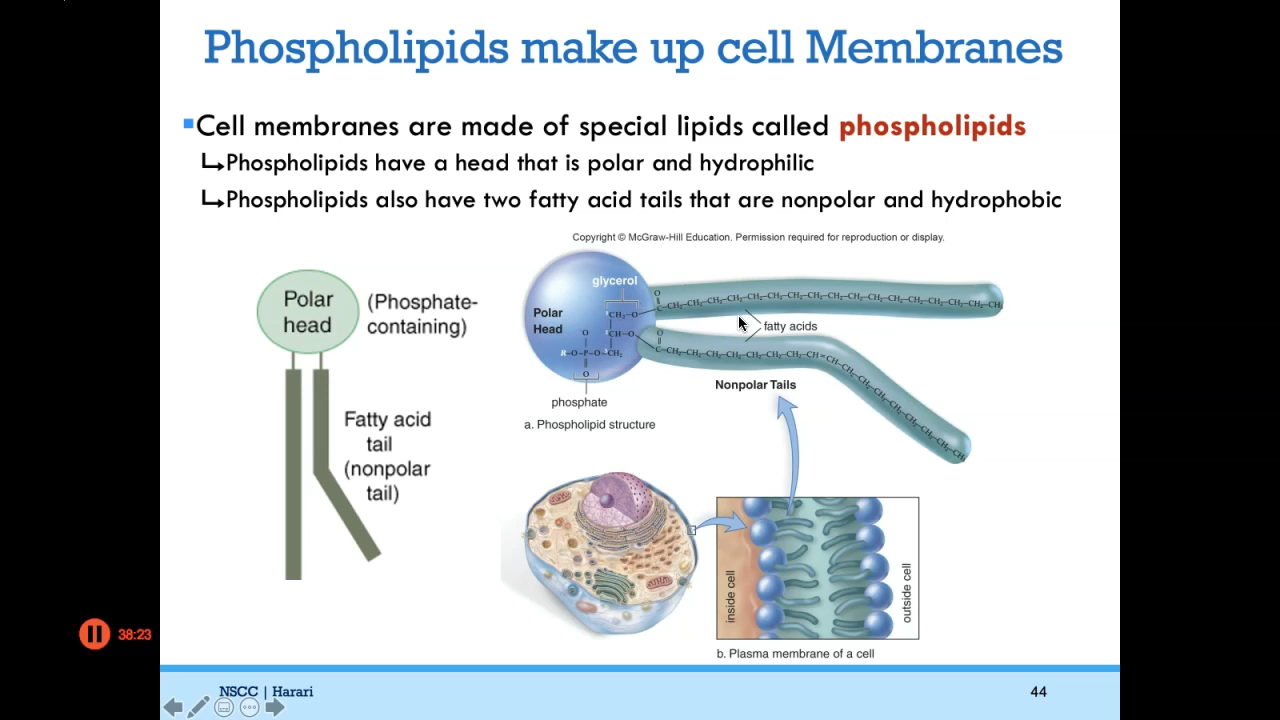 Phospholipids make up cell Membranes
Cell membranes are made of special lipids called phospholipids
Phospholipids have a head that is polar and hydrophilic
Phospholipids also have two fatty acid tails that are nonpolar and hydrophobic
Copyright © McGraw-Hill Education. Permission required for reproduction or display.
Polar
head
(Phosphate-
containing)
Fatty acid
tail
(nonpolar
tail)
glycerol
Polar
Head
phosphate
fatty acids
Nonpolar Tails
a. Phospholipid structure
inside cell
outside cell
b. Plasma membrane of a cell
38:23
NSCC | Harari
44